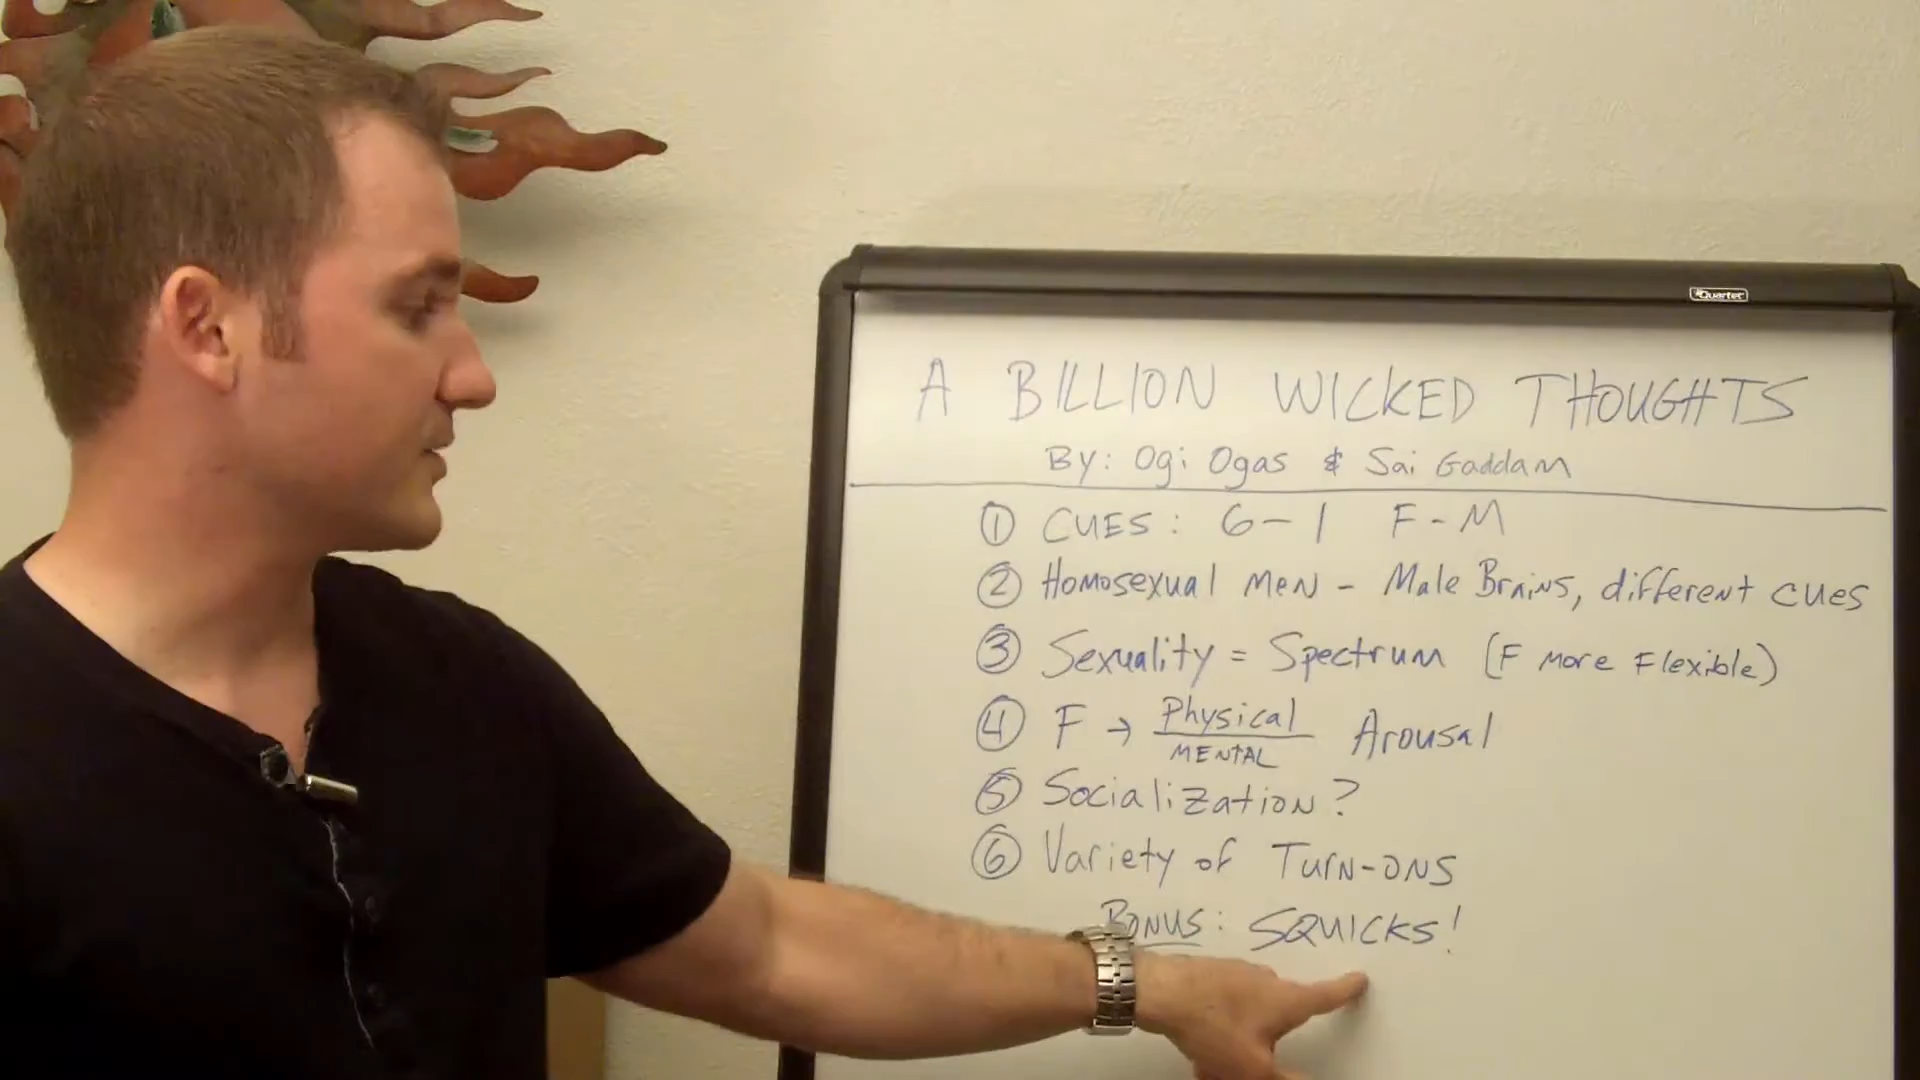 Quartet
A BILLION WICKED THOUGHTS
By: Ogi Ogas & Sai Gaddam
① CUES: 6-1 F-M
② Homosexual Men - Male Brains, different cues
③ Sexuality = Spectrum (F more Flexible)
④ F → Physical/MENTAL Arousal
⑤ Socialization?
⑥ Variety of Turn-ons
BONUS: SQUICKS!